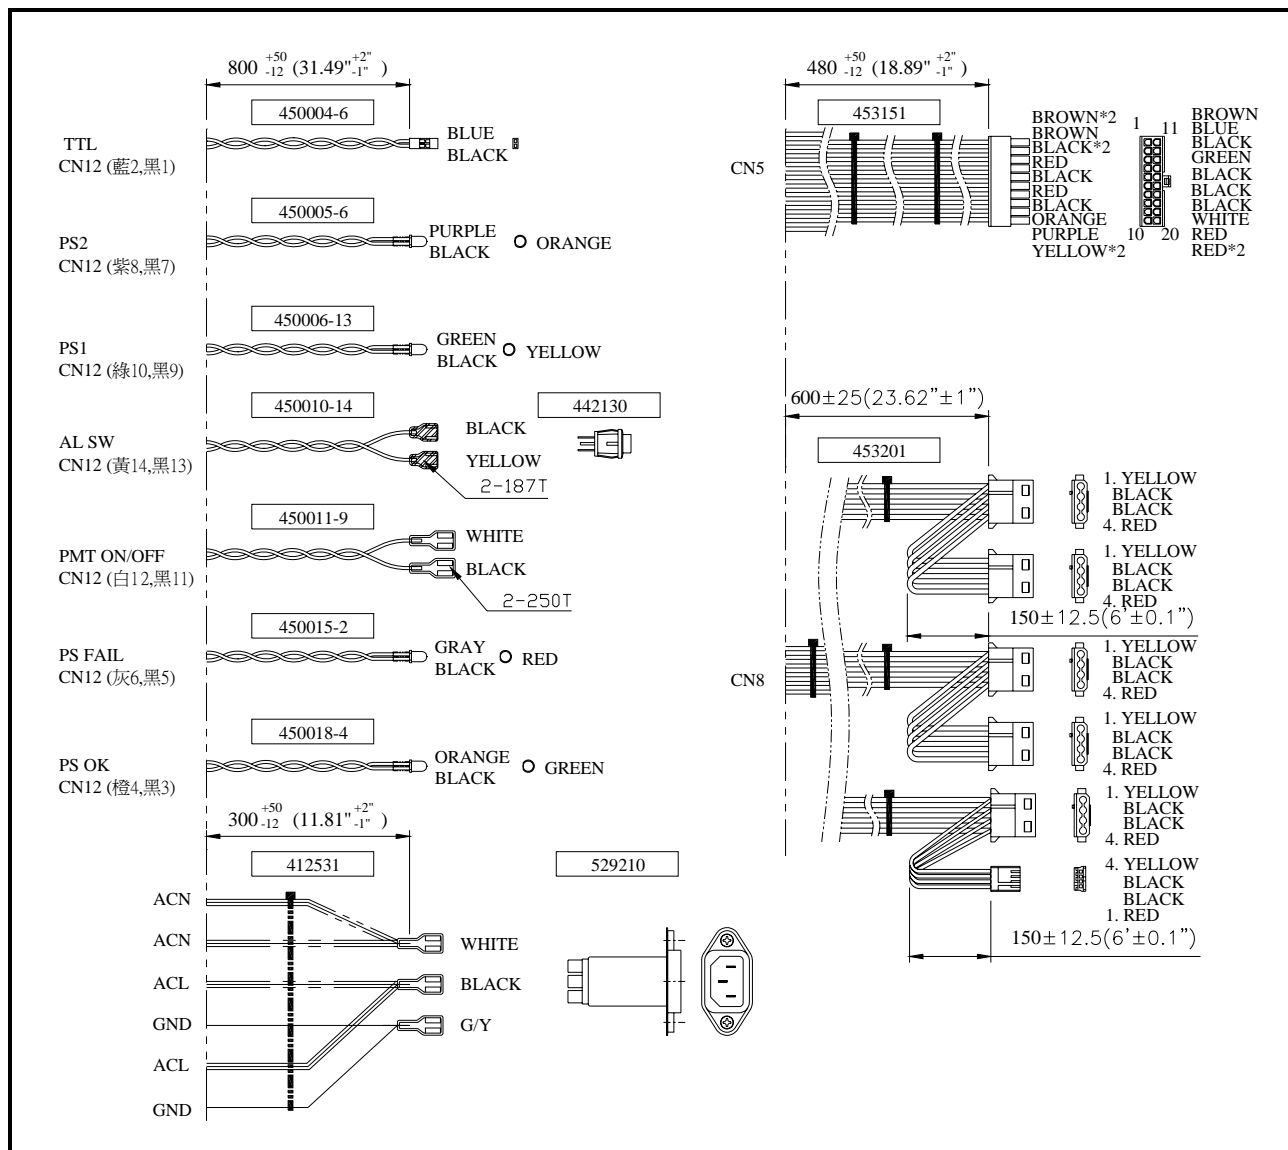 800 +50 -12 (31.49" +2" -1" )
450004-6
TTL
CN12 (藍2,黑1)
BLUE
BLACK
450005-6
PS2
CN12 (紫8,黑7)
PURPLE
BLACK
ORANGE
450006-13
PS1
CN12 (綠10,黑9)
GREEN
BLACK
YELLOW
450010-14
442130
AL SW
CN12 (黃14,黑13)
BLACK
YELLOW
2-187T
450011-9
PMT ON/OFF
CN12 (白12,黑11)
WHITE
BLACK
2-250T
450015-2
PS FAIL
CN12 (灰6,黑5)
GRAY
BLACK
RED
450018-4
PS OK
CN12 (橙4,黑3)
ORANGE
BLACK
GREEN
300 +50 -12 (11.81" +2" -1" )
412531
529210
ACN
ACN
ACL
GND
ACL
GND
WHITE
BLACK
G/Y
480 +50 -12 (18.89" +2" -1" )
453151
CN5
BROWN*2
BROWN
BLACK*2
RED
BLACK
RED
BLACK
ORANGE
PURPLE
YELLOW*2
1 11
10 20
BROWN
BLUE
BLACK
GREEN
BLACK
BLACK
BLACK
WHITE
RED
RED*2
600±25(23.62"±1")
453201
1. YELLOW
BLACK
BLACK
4. RED
1. YELLOW
BLACK
BLACK
4. RED
150±12.5(6'±0.1")
CN8
1. YELLOW
BLACK
BLACK
4. RED
1. YELLOW
BLACK
BLACK
4. RED
1. YELLOW
BLACK
BLACK
4. RED
4. YELLOW
BLACK
BLACK
1. RED
150±12.5(6'±0.1")